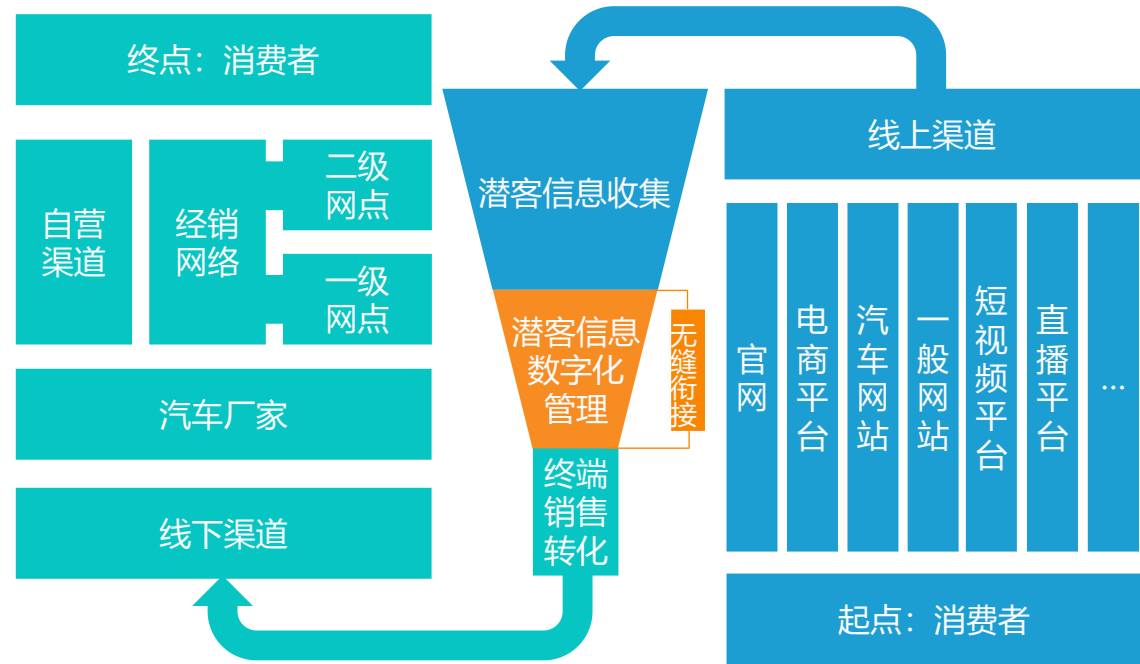 终点：消费者
自营
渠道
经销
网络
二级
网点
一级
网点
汽车厂家
线下渠道
潜客信息收集
潜客信息
数字化
管理
无缝衔接
终端
销售
转化
线上渠道
官网
电商平台
汽车网站
一般网站
短视频平台
直播平台
...
起点：消费者